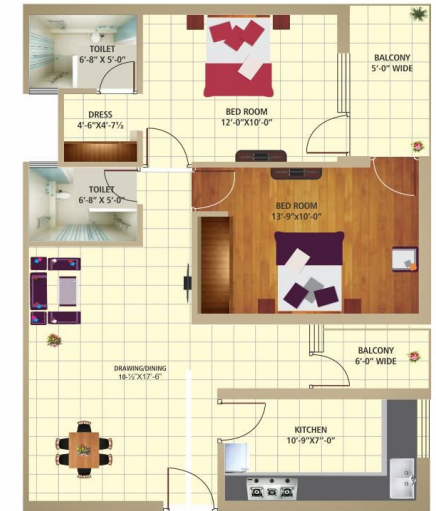 TOILET
6'-8" X 5'-0"
BALCONY
5'-0" WIDE
DRESS
4'-6"X4'-7½
BED ROOM
12'-0"X10'-0"
TOILET
6'-8" X 5'-0"
BED ROOM
13'-9"x10'-0"
BALCONY
6'-0" WIDE
DRAWING/DINING
10-½"X17'-6"
KITCHEN
10'-9"X7"-0"